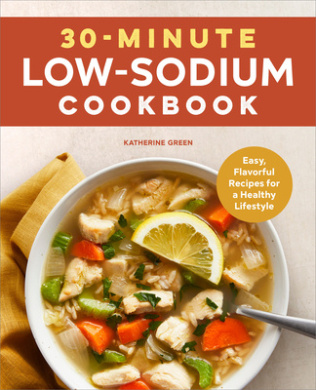 30-MINUTE
LOW-SODIUM
COOKBOOK
KATHERINE GREEN
Easy,
Flavorful
Recipes for
a Healthy
Lifestyle